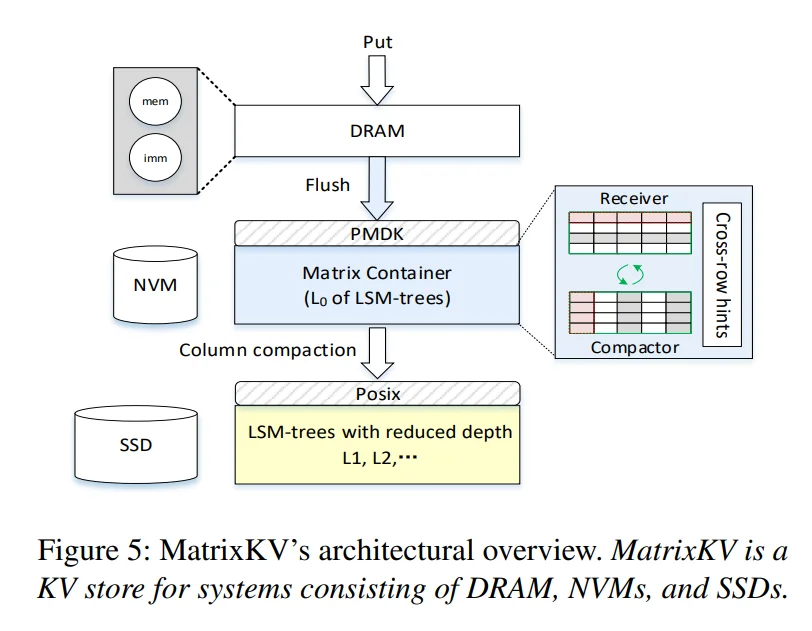 Put
mem
imm
DRAM
Flush
PMDK
NVM
Matrix Container
(L₀ of LSM-trees)
Receiver
Compactor
Cross-row hints
Column compaction
Posix
SSD
LSM-trees with reduced depth
L1, L2,⋯
Figure 5: MatrixKV's architectural overview. MatrixKV is a
KV store for systems consisting of DRAM, NVMs, and SSDs.